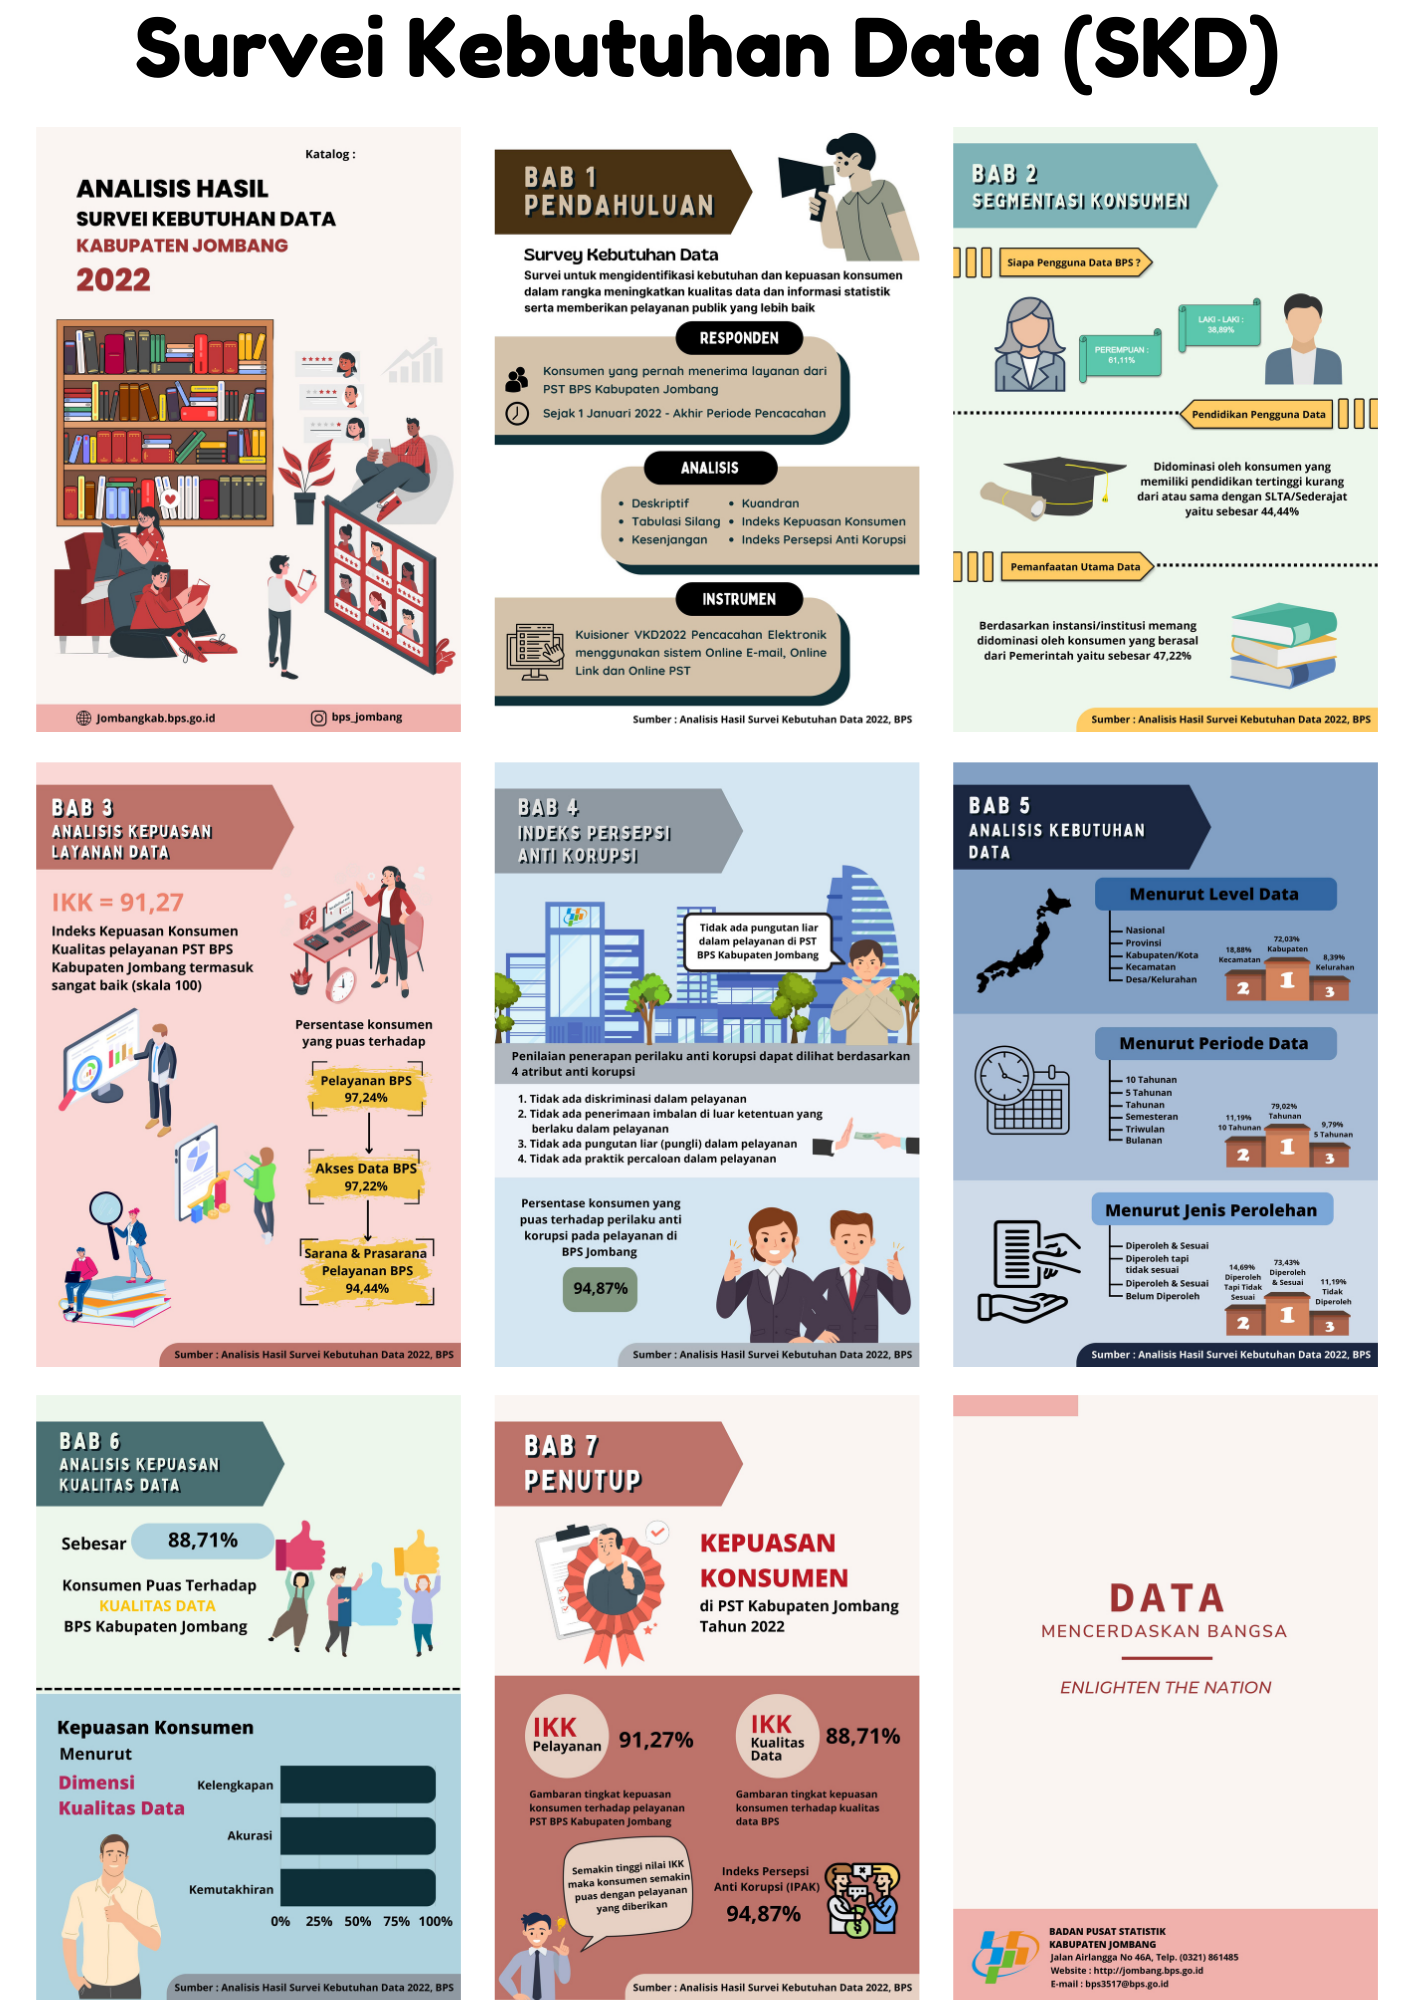 Survei Kebutuhan Data (SKD)
Katalog :
ANALISIS HASIL
SURVEI KEBUTUHAN DATA
KABUPATEN JOMBANG
2022
Jombangkab.bps.go.id
bps_jombang
BAB 1
PENDAHULUAN
Survey Kebutuhan Data
Survei untuk mengidentifikasi kebutuhan dan kepuasan konsumen
dalam rangka meningkatkan kualitas data dan informasi statistik
serta memberikan pelayanan publik yang lebih baik
RESPONDEN
Konsumen yang pernah menerima layanan dari
PST BPS Kabupaten Jombang
Sejak 1 Januari 2022 - Akhir Periode Pencacahan
ANALISIS
• Deskriptif
• Tabulasi Silang
• Kesenjangan
• Kuandran
• Indeks Kepuasan Konsumen
• Indeks Persepsi Anti Korupsi
INSTRUMEN
Kuisioner VKD2022 Pencacahan Elektronik
menggunakan sistem Online E-mail, Online
Link dan Online PST
Sumber : Analisis Hasil Survei Kebutuhan Data 2022, BPS
BAB 2
SEGMENTASI KONSUMEN
Siapa Pengguna Data BPS ?
PEREMPUAN :
61,11%
LAKI - LAKI :
38,89%
Pendidikan Pengguna Data
Didominasi oleh konsumen yang
memiliki pendidikan tertinggi kurang
dari atau sama dengan SLTA/Sederajat
yaitu sebesar 44,44%
Pemanfaatan Utama Data
Berdasarkan instansi/institusi memang
didominasi oleh konsumen yang berasal
dari Pemerintah yaitu sebesar 47,22%
Sumber : Analisis Hasil Survei Kebutuhan Data 2022, BPS
BAB 3
ANALISIS KEPUASAN
LAYANAN DATA
IKK = 91,27
Indeks Kepuasan Konsumen
Kualitas pelayanan PST BPS
Kabupaten Jombang termasuk
sangat baik (skala 100)
Persentase konsumen
yang puas terhadap
Pelayanan BPS
97,24%
Akses Data BPS
97,22%
Sarana & Prasarana
Pelayanan BPS
94,44%
Sumber : Analisis Hasil Survei Kebutuhan Data 2022, BPS
BAB 4
INDEKS PERSEPSI
ANTI KORUPSI
Tidak ada pungutan liar
dalam pelayanan di PST
BPS Kabupaten Jombang
Penilaian penerapan perilaku anti korupsi dapat dilihat berdasarkan
4 atribut anti korupsi
1. Tidak ada diskriminasi dalam pelayanan
2. Tidak ada penerimaan imbalan di luar ketentuan yang
berlaku dalam pelayanan
3. Tidak ada pungutan liar (pungli) dalam pelayanan
4. Tidak ada praktik percaloan dalam pelayanan
Persentase konsumen yang
puas terhadap perilaku anti
korupsi pada pelayanan di
BPS Jombang
94,87%
Sumber : Analisis Hasil Survei Kebutuhan Data 2022, BPS
BAB 5
ANALISIS KEBUTUHAN
DATA
Menurut Level Data
Nasional
Provinsi
Kabupaten/Kota
Kecamatan
Desa/Kelurahan
18,88%
Kecamatan
72,03%
Kabupaten
8,39%
Kelurahan
2
1
3
Menurut Periode Data
10 Tahunan
5 Tahunan
Tahunan
Semesteran
Triwulan
Bulanan
11,19%
10 Tahunan
79,02%
Tahunan
9,79%
5 Tahunan
2
1
3
Menurut Jenis Perolehan
Diperoleh & Sesuai
Diperoleh tapi
tidak sesuai
Diperoleh & Sesuai
Belum Diperoleh
14,69%
Diperoleh
Tapi Tidak
Sesuai
73,43%
Diperoleh
& Sesuai
11,19%
Tidak
Diperoleh
2
1
3
Sumber : Analisis Hasil Survei Kebutuhan Data 2022, BPS
BAB 6
ANALISIS KEPUASAN
KUALITAS DATA
Sebesar 88,71%
Konsumen Puas Terhadap
KUALITAS DATA
BPS Kabupaten Jombang
Kepuasan Konsumen
Menurut
Dimensi
Kualitas Data
Kelengkapan
Akurasi
Kemutakhiran
0% 25% 50% 75% 100%
Sumber : Analisis Hasil Survei Kebutuhan Data 2022, BPS
BAB 7
PENUTUP
KEPUASAN
KONSUMEN
di PST Kabupaten Jombang
Tahun 2022
IKK
Pelayanan
91,27%
Gambaran tingkat kepuasan
konsumen terhadap pelayanan
PST BPS Kabupaten Jombang
IKK
Kualitas
Data
88,71%
Gambaran tingkat kepuasan
konsumen terhadap kualitas
data BPS
Semakin tinggi nilai IKK
maka konsumen semakin
puas dengan pelayanan
yang diberikan
Indeks Persepsi
Anti Korupsi (IPAK)
94,87%
Sumber : Analisis Hasil Survei Kebutuhan Data 2022, BPS
DATA
MENCERDASKAN BANGSA
ENLIGHTEN THE NATION
BADAN PUSAT STATISTIK
KABUPATEN JOMBANG
Jalan Airlangga No 46A, Telp. (0321) 861485
Website : http://jombang.bps.go.id
E-mail : bps3517@bps.go.id